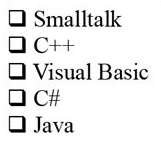 ❑ Smalltalk
❑ C++
❑ Visual Basic
❑ C#
❑ Java